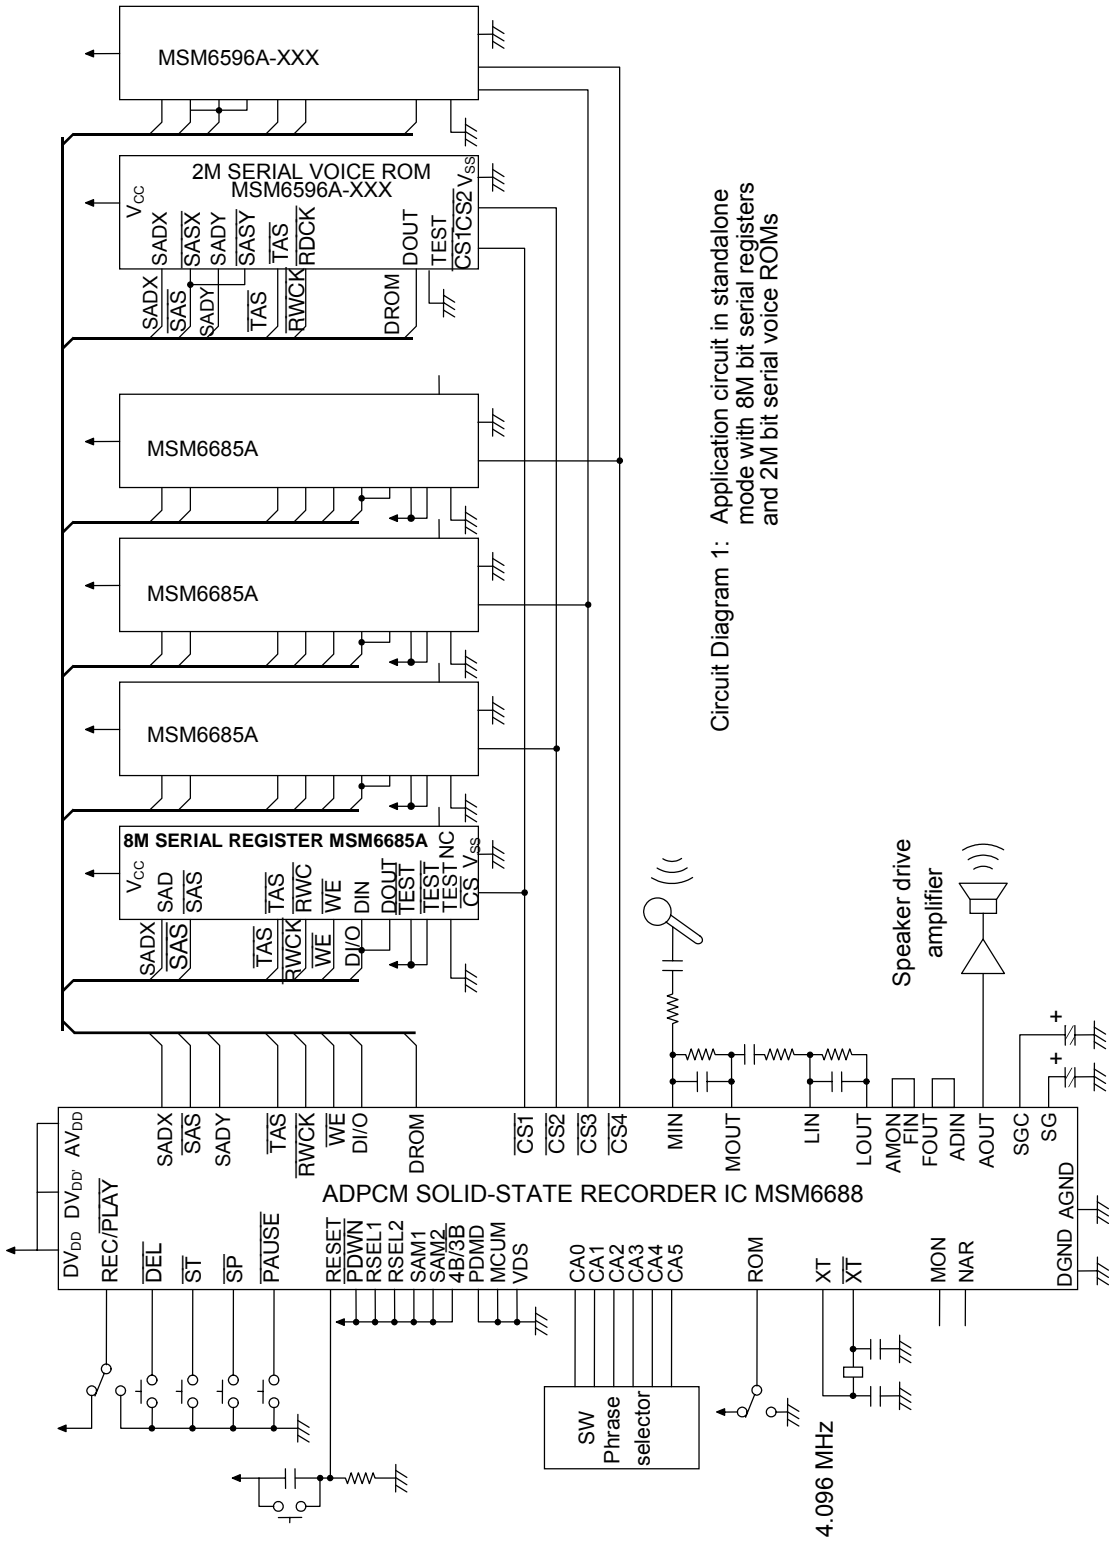 MSM6596A-XXX
2M SERIAL VOICE ROM
MSM6596A-XXX
VCC
SADX
SASX
SADY
SASY
TAS
RDCK
DOUT
TEST
CS1CS2 VSS
SADX
SAS
SADY
TAS
RWCK
DROM
MSM6685A
MSM6685A
MSM6685A
8M SERIAL REGISTER MSM6685A
VCC
SAD
SAS
TAS
RWC
WE
DIN
DOUT
TEST
TEST
TEST NC
CS VSS
SADX
SAS
TAS
RWCK
WE
DI/O
Circuit Diagram 1: Application circuit in standalone
mode with 8M bit serial registers
and 2M bit serial voice ROMs
Speaker drive
amplifier
+
+
DVDD DVDD' AVDD
SADX
SAS
SADY
TAS
RWCK
WE
DI/O
DROM
CS1
CS2
CS3
CS4
MIN
MOUT
LIN
LOUT
AMON
FIN
FOUT
ADIN
AOUT
SGC
SG
ADPCM SOLID-STATE RECORDER IC MSM6688
REC/PLAY
DEL
ST
SP
PAUSE
RESET
PDWN
RSEL1
RSEL2
SAM1
SAM2
4B/3B
PDMD
MCUM
VDS
CA0
CA1
CA2
CA3
CA4
CA5
ROM
XT
XT
MON
NAR
DGND AGND
SW
Phrase
selector
4.096 MHz